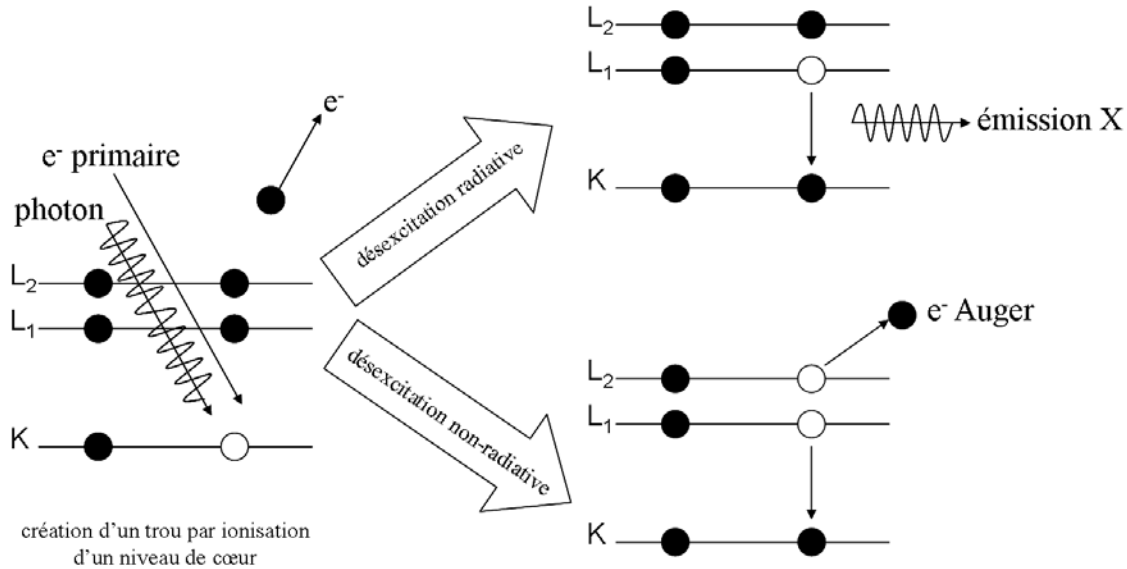 e- primaire
photon
e-
L2
L1
K
création d'un trou par ionisation
d'un niveau de cœur
désexcitation radiative
désexcitation non-radiative
L2
L1
K
émission X
e- Auger
L2
L1
K